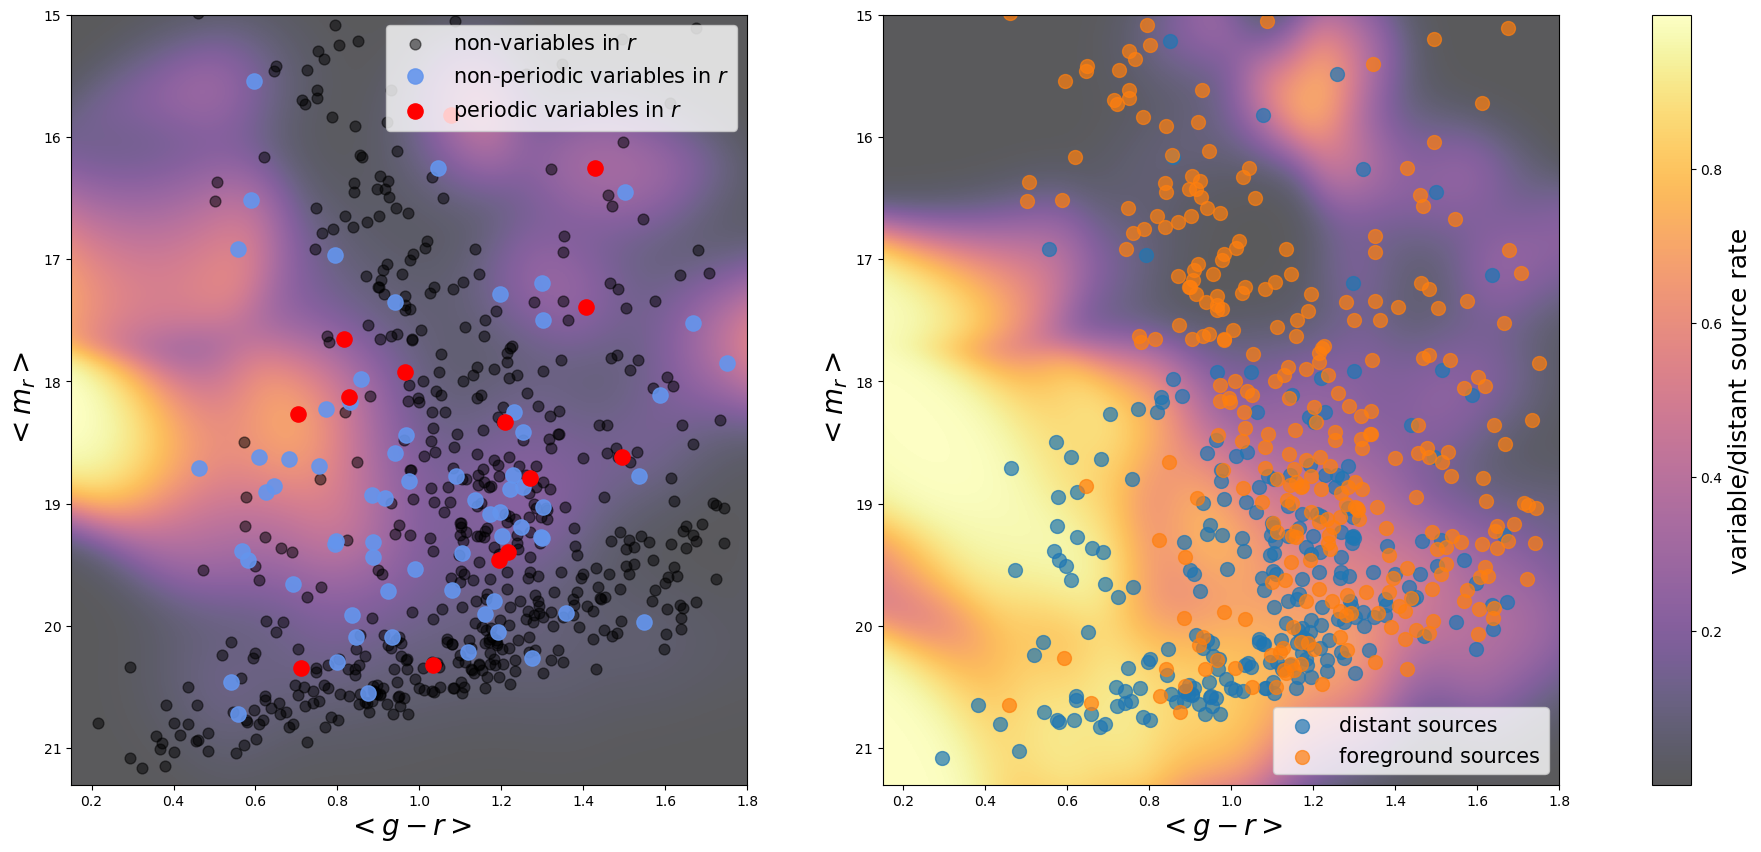 non-variables in r
non-periodic variables in r
periodic variables in r
15
16
17
18
19
20
21
< m_r >
0.2 0.4 0.6 0.8 1.0 1.2 1.4 1.6 1.8
< g − r >
15
16
17
18
19
20
21
< m_r >
distant sources
foreground sources
0.2 0.4 0.6 0.8 1.0 1.2 1.4 1.6 1.8
< g − r >
0.8
0.6
0.4
0.2
variable/distant source rate